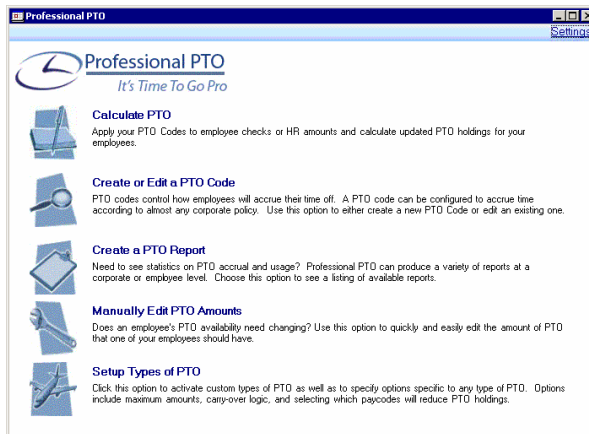 Professional PTO
Settings
Professional PTO
It's Time To Go Pro
Calculate PTO
Apply your PTO Codes to employee checks or HR amounts and calculate updated PTO holdings for your
employees.
Create or Edit a PTO Code
PTO codes control how employees will accrue their time off. A PTO code can be configured to accrue time
according to almost any corporate policy. Use this option to either create a new PTO Code or edit an existing one.
Create a PTO Report
Need to see statistics on PTO accrual and usage? Professional PTO can produce a variety of reports at a
corporate or employee level. Choose this option to see a listing of available reports.
Manually Edit PTO Amounts
Does an employee's PTO availability need changing? Use this option to quickly and easily edit the amount of PTO
that one of your employees should have.
Setup Types of PTO
Click this option to activate custom types of PTO as well as to specify options specific to any type of PTO. Options
include maximum amounts, carry-over logic, and selecting which paycodes will reduce PTO holdings.